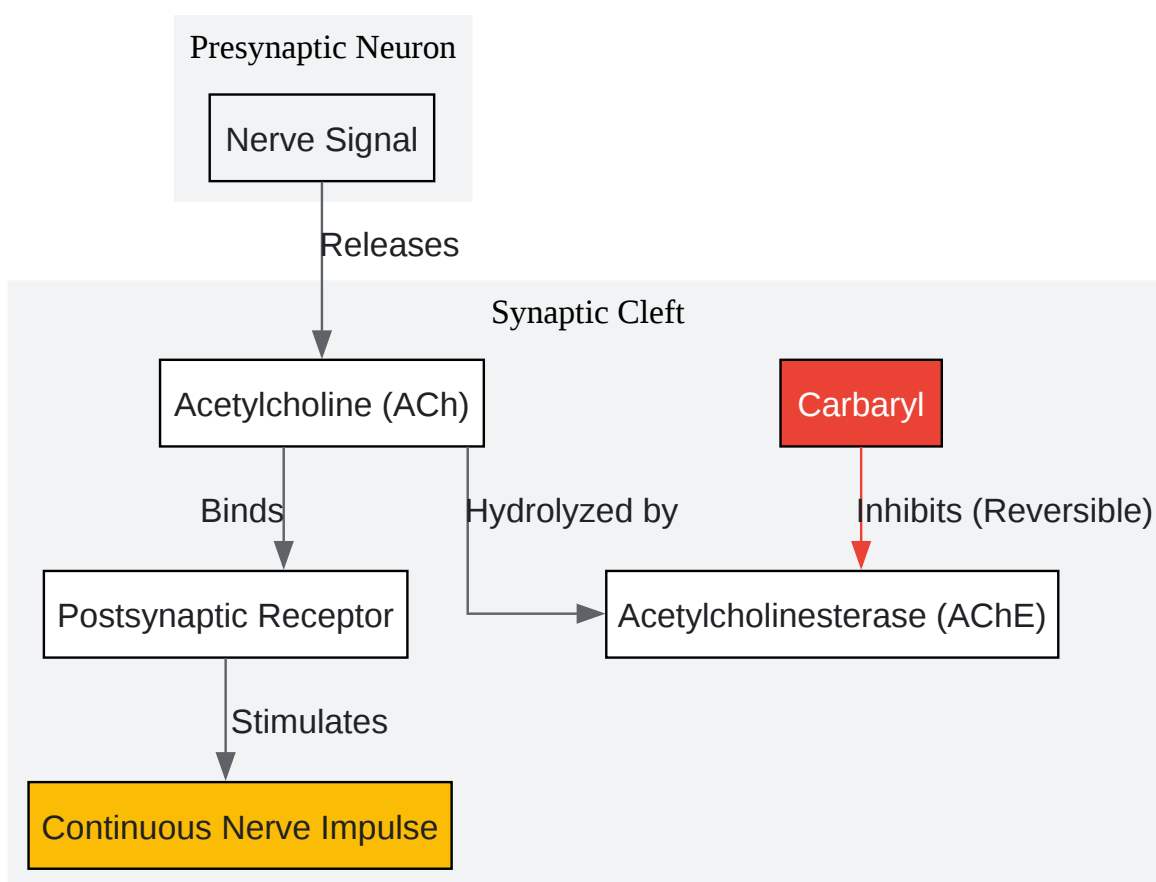 Presynaptic Neuron
Nerve Signal
Releases
Synaptic Cleft
Acetylcholine (ACh)
Carbaryl
Binds
Hydrolyzed by
Inhibits (Reversible)
Postsynaptic Receptor
Acetylcholinesterase (AChE)
Stimulates
Continuous Nerve Impulse